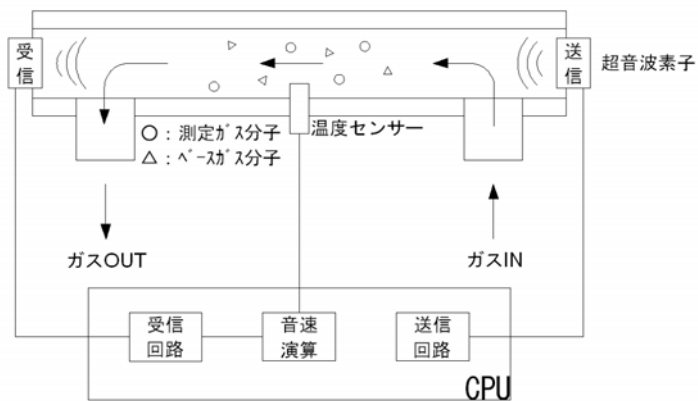 受
信
送
信
超音波素子
○：測定ｶﾞｽ分子
△：ﾍﾞｰｽｶﾞｽ分子
温度センサー
ガスOUT
ガスIN
受信
回路
音速
演算
送信
回路
CPU